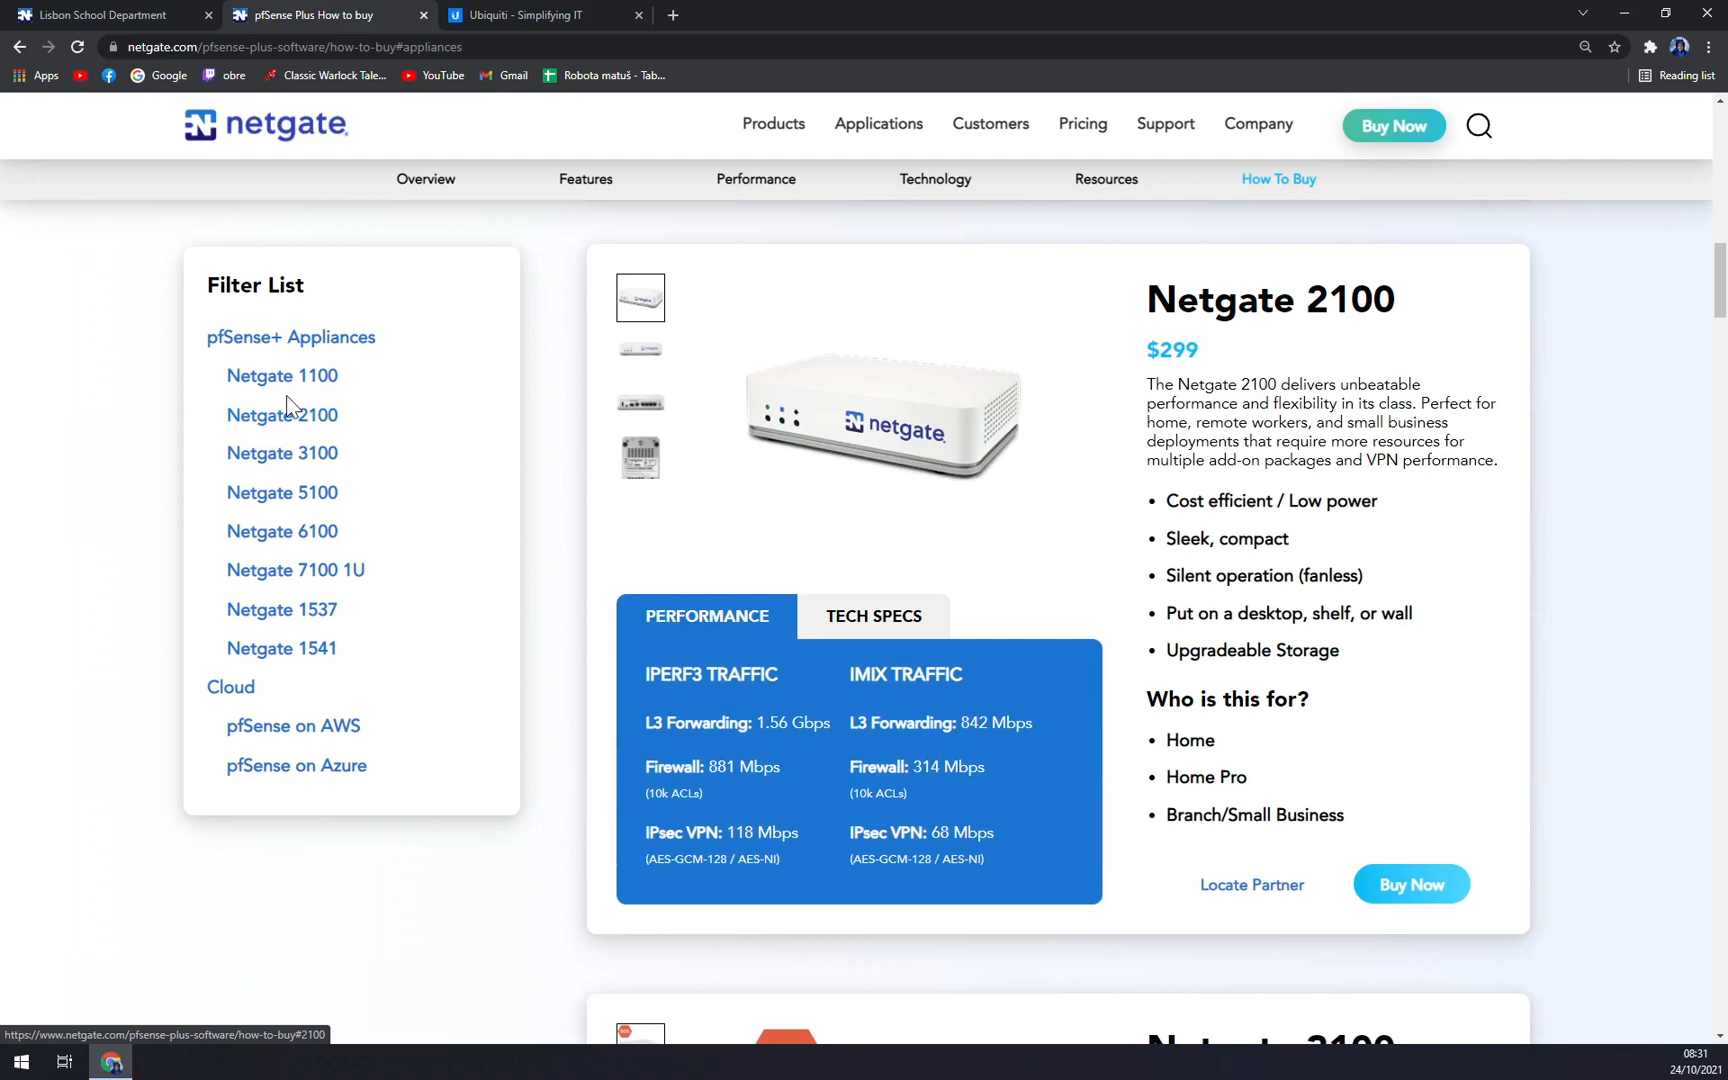 Lisbon School Department
pfSense Plus How to buy
Ubiquiti - Simplifying IT
netgate.com/pfsense-plus-software/how-to-buy#appliances
Apps
Google
obre
Classic Warlock Tale...
YouTube
Gmail
Robota matuš - Tab...
Reading list
netgate
Products
Applications
Customers
Pricing
Support
Company
Buy Now
Overview
Features
Performance
Technology
Resources
How To Buy
Filter List
pfSense+ Appliances
Netgate 1100
Netgate 2100
Netgate 3100
Netgate 5100
Netgate 6100
Netgate 7100 1U
Netgate 1537
Netgate 1541
Cloud
pfSense on AWS
pfSense on Azure
netgate
Netgate 2100
$299
The Netgate 2100 delivers unbeatable
performance and flexibility in its class. Perfect for
home, remote workers, and small business
deployments that require more resources for
multiple add-on packages and VPN performance.
• Cost efficient / Low power
• Sleek, compact
• Silent operation (fanless)
• Put on a desktop, shelf, or wall
• Upgradeable Storage
Who is this for?
• Home
• Home Pro
• Branch/Small Business
Locate Partner
Buy Now
PERFORMANCE
TECH SPECS
IPERF3 TRAFFIC
L3 Forwarding: 1.56 Gbps
Firewall: 881 Mbps
(10k ACLs)
IPsec VPN: 118 Mbps
(AES-GCM-128 / AES-NI)
IMIX TRAFFIC
L3 Forwarding: 842 Mbps
Firewall: 314 Mbps
(10k ACLs)
IPsec VPN: 68 Mbps
(AES-GCM-128 / AES-NI)
https://www.netgate.com/pfsense-plus-software/how-to-buy#2100
08:31
24/10/2021